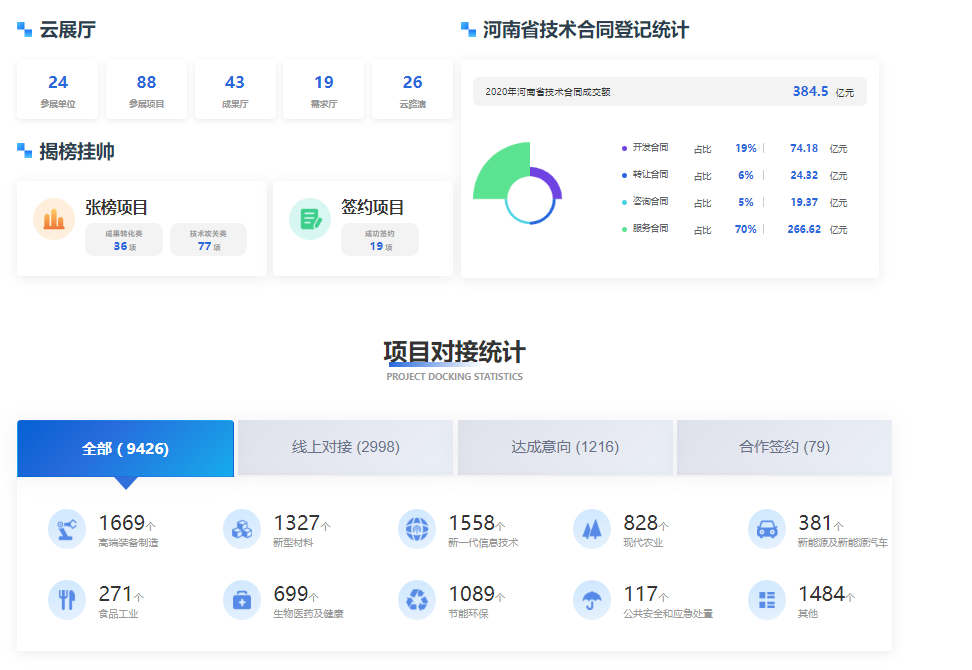 云展厅
24
参展单位
88
参展项目
43
成果厅
19
需求厅
26
云路演
揭榜挂帅
张榜项目
成果转化类
36 项
技术攻关类
77 项
签约项目
成功签约
19 项
河南省技术合同登记统计
2020年河南省技术合同成交额 384.5 亿元
开发合同 占比 19% 74.18 亿元
转让合同 占比 6% 24.32 亿元
咨询合同 占比 5% 19.37 亿元
服务合同 占比 70% 266.62 亿元
项目对接统计
PROJECT DOCKING STATISTICS
全部 ( 9426)
线上对接 (2998)
达成意向 (1216)
合作签约 (79)
1669个
高端装备制造
1327个
新型材料
1558个
新一代信息技术
828个
现代农业
381个
新能源及新能源汽车
271个
食品工业
699个
生物医药及健康
1089个
节能环保
117个
公共安全和应急处置
1484个
其他